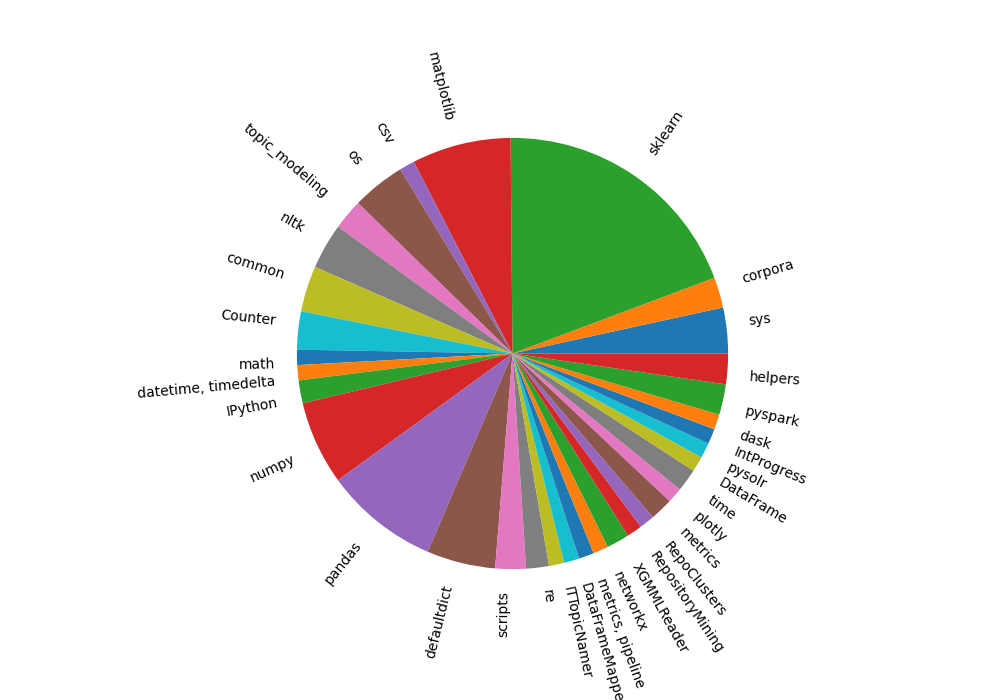 matplotlib
sklearn
csv
os
topic_modeling
nltk
common
corpora
Counter
sys
math
helpers
datetime, timedelta
IPython
pyspark
dask
numpy
IntProgress
pysolr
DataFrame
time
plotly
pandas
metrics
RepoClusters
RepositoryMining
defaultdict
scripts
re
XGMMLReader
networkx
metrics, pipeline
DataFrameMappe
ITTopicNamer